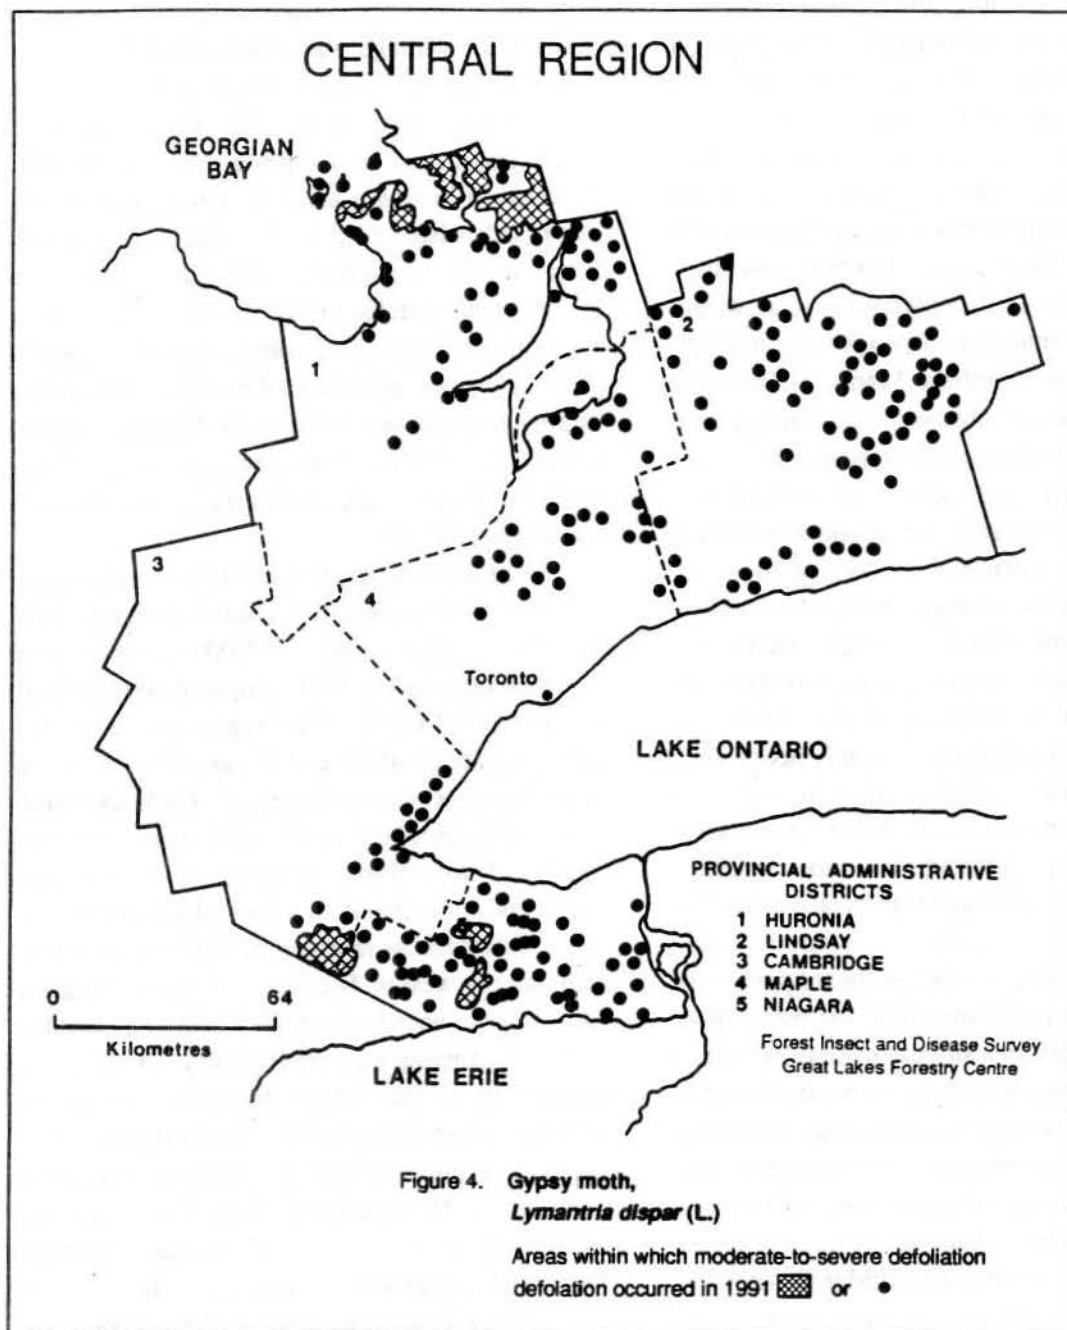 CENTRAL REGION
GEORGIAN
BAY
1
2
3
4
5
Toronto
LAKE ONTARIO
PROVINCIAL ADMINISTRATIVE
DISTRICTS
1 HURONIA
2 LINDSAY
3 CAMBRIDGE
4 MAPLE
5 NIAGARA
0 64
Kilometres
Forest Insect and Disease Survey
Great Lakes Forestry Centre
LAKE ERIE
Figure 4. Gypsy moth,
Lymantria dispar (L.)
Areas within which moderate-to-severe defoliation
defolation occurred in 1991 or